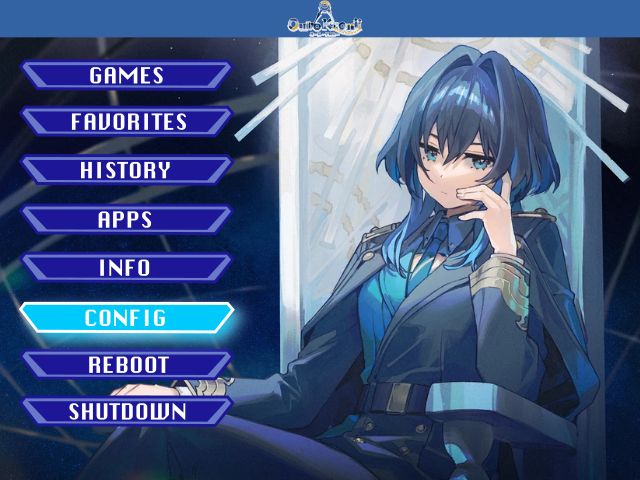 GAMES
FAVORITES
HISTORY
APPS
INFO
CONFIG
REBOOT
SHUTDOWN